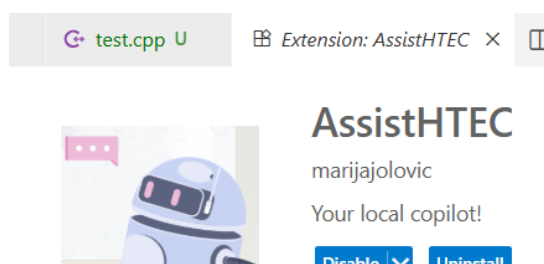 test.cpp U
Extension: AssistHTEC
AssistHTEC
marijajolovic
Your local copilot!
Disable Uninstall